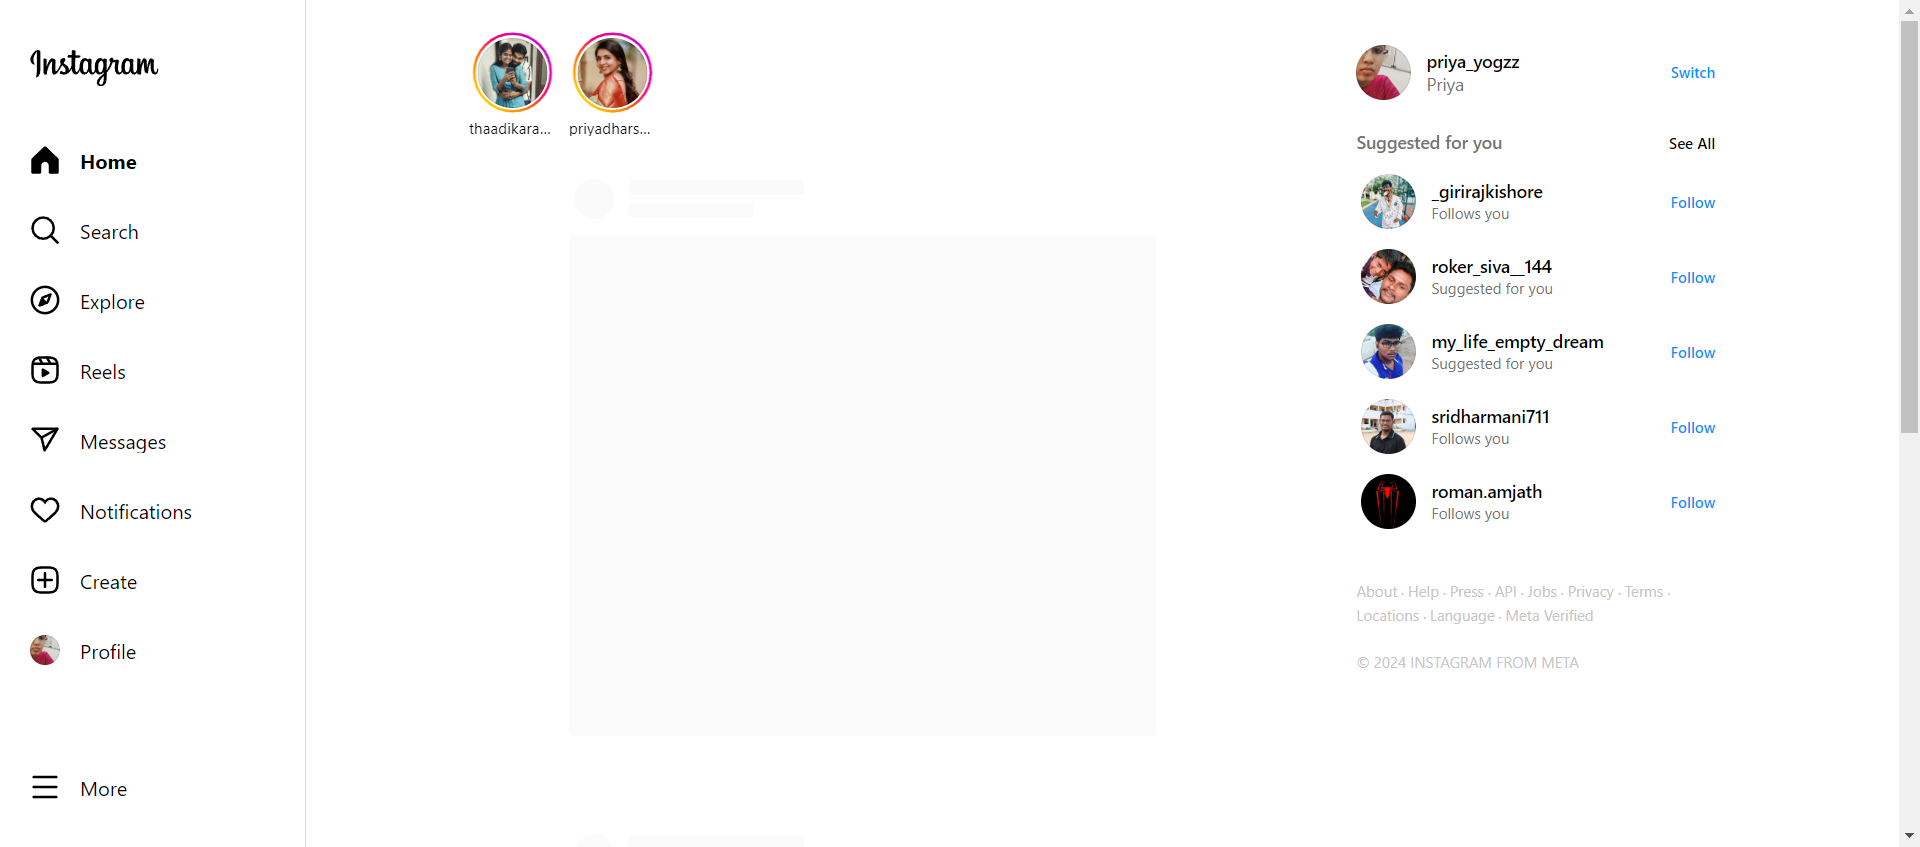 Instagram
Home
Search
Explore
Reels
Messages
Notifications
Create
Profile
More
thaadikara...
priyadhars...
priya_yogzz
Priya
Switch
Suggested for you
See All
_girirajkishore
Follows you
Follow
roker_siva__144
Suggested for you
Follow
my_life_empty_dream
Suggested for you
Follow
sridharmani711
Follows you
Follow
roman.amjath
Follows you
Follow
About · Help · Press · API · Jobs · Privacy · Terms ·
Locations · Language · Meta Verified
© 2024 INSTAGRAM FROM META